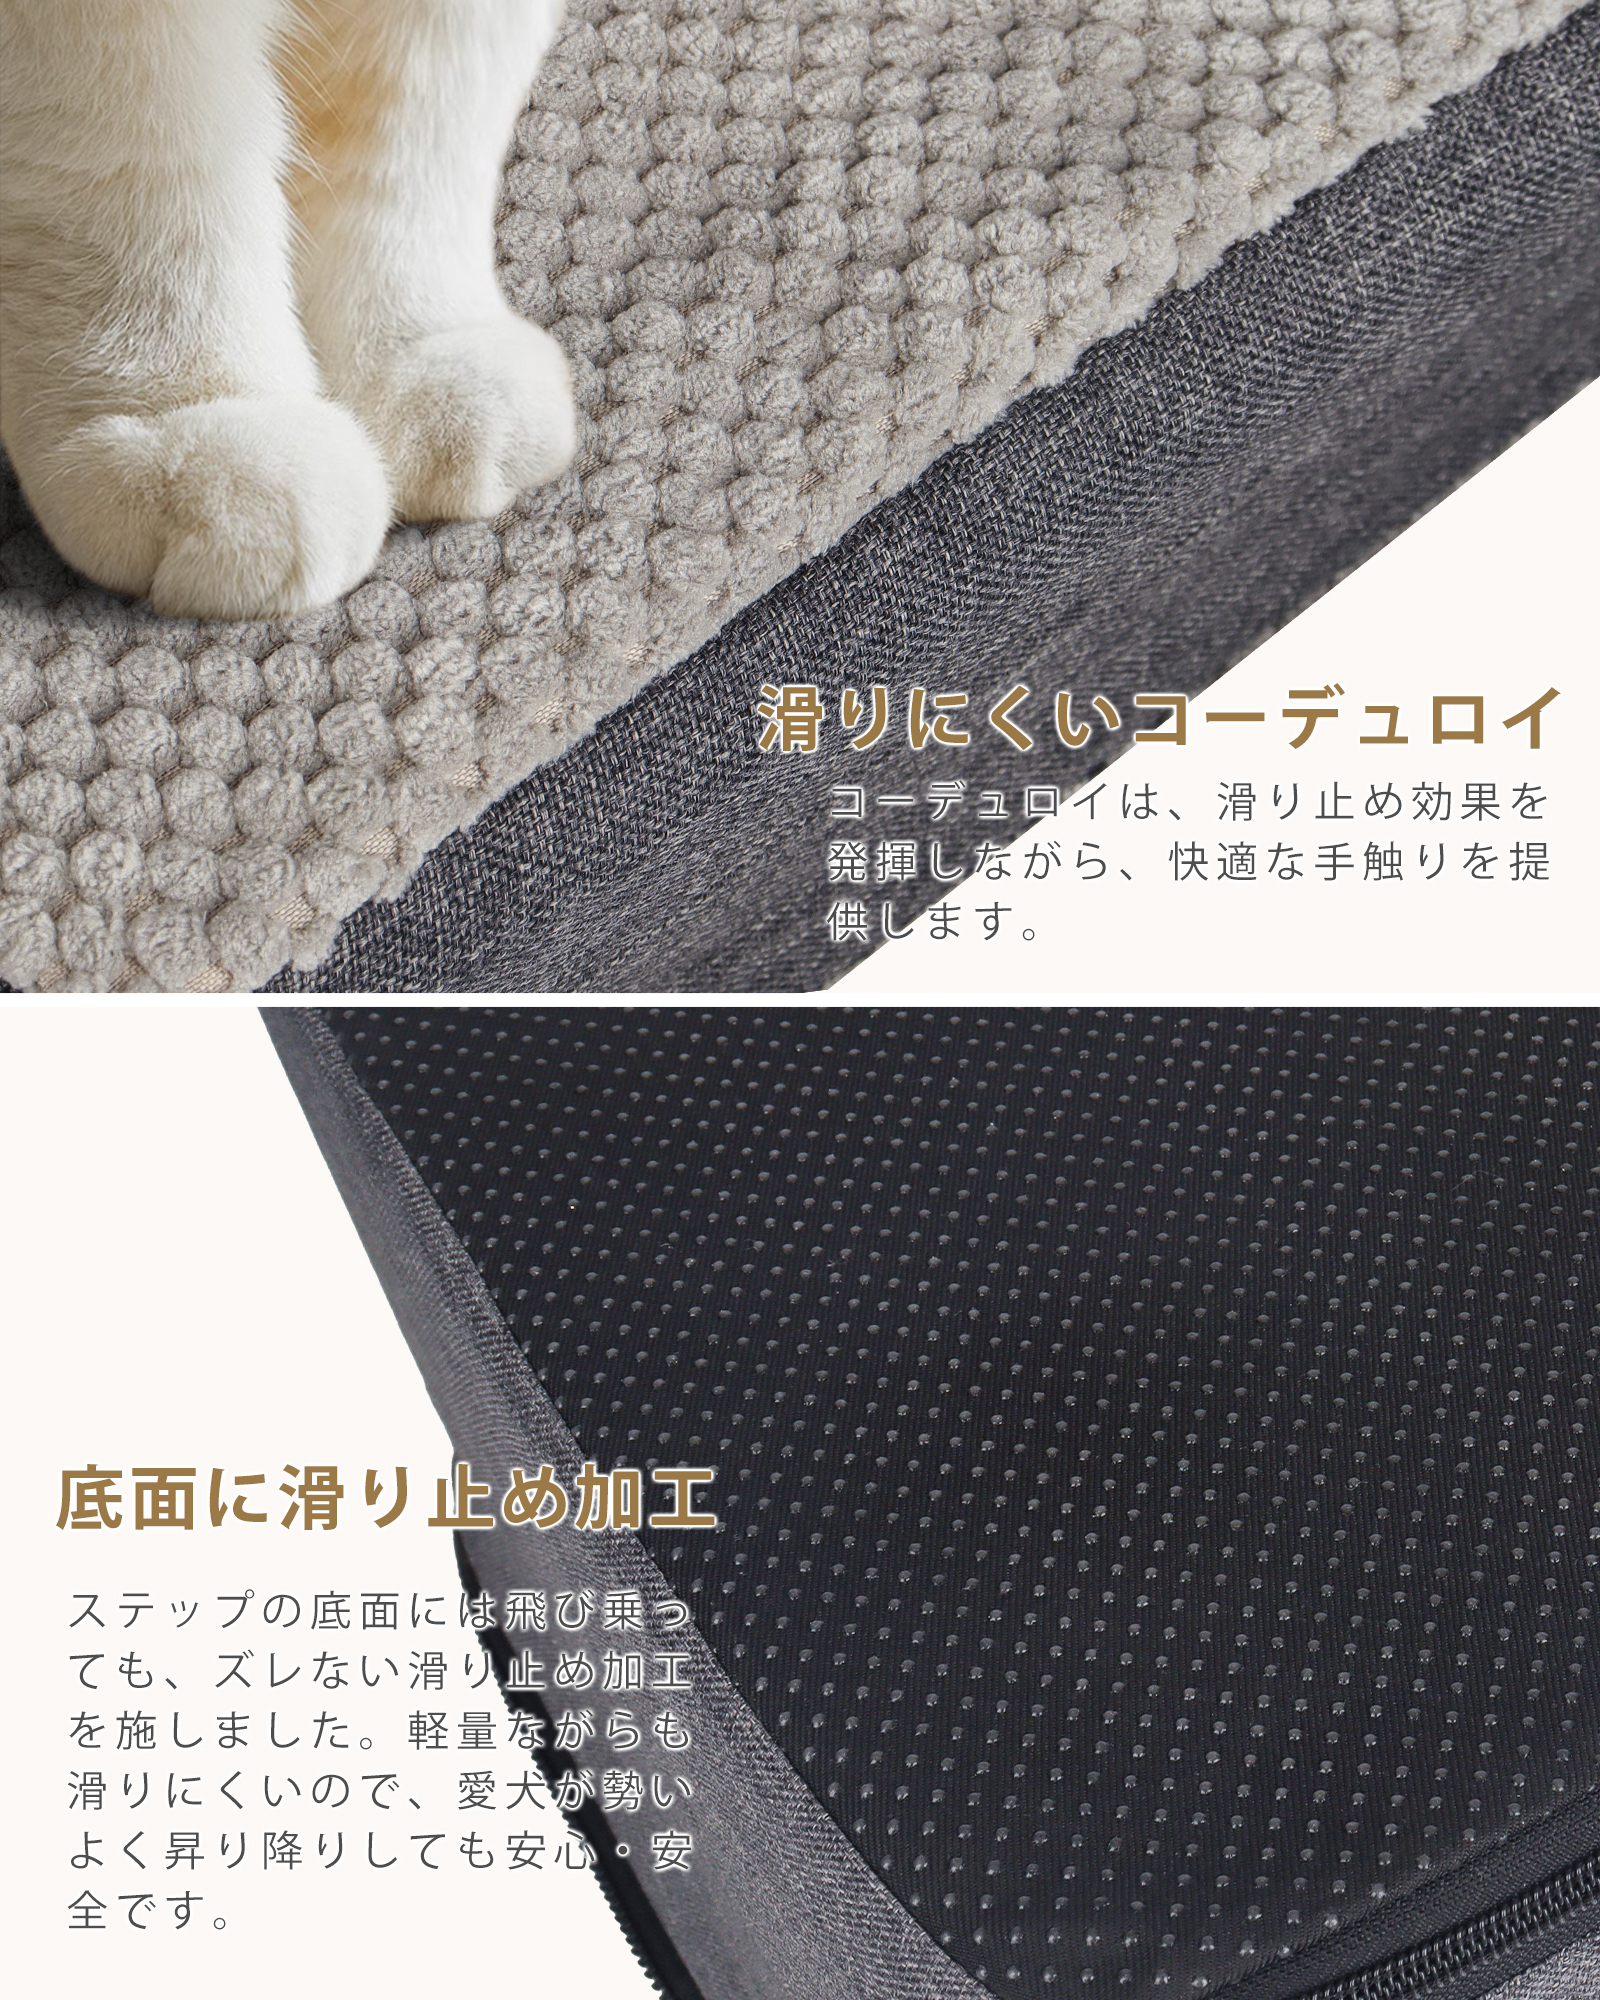 滑りにくいコーデュロイ
コーデュロイは、滑り止め効果を
発揮しながら、快適な手触りを提
供します。
底面に滑り止め加工
ステップの底面には飛び乗っ
ても、ズレない滑り止め加工
を施しました。軽量ながらも
滑りにくいので、愛犬が勢い
よく昇り降りしても安心・安
全です。